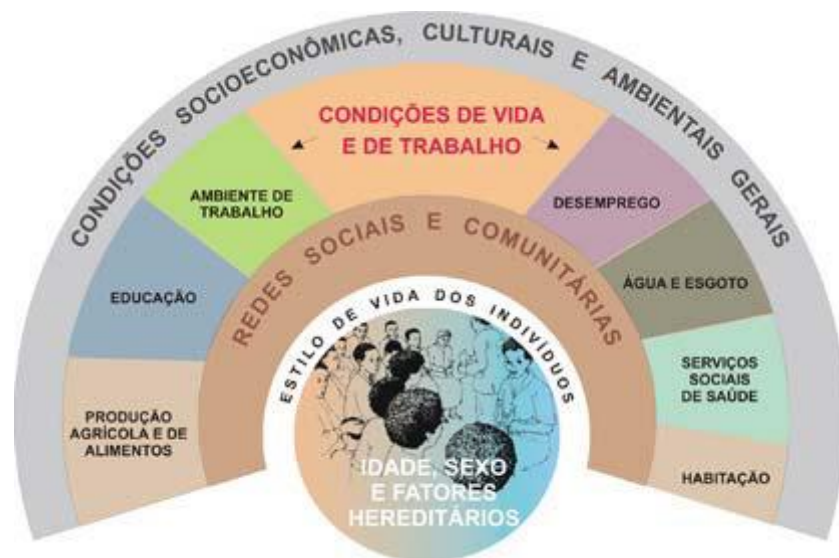 CONDIÇÕES SOCIOECONÔMICAS, CULTURAIS E AMBIENTAIS GERAIS
CONDIÇÕES DE VIDA
E DE TRABALHO
AMBIENTE DE
TRABALHO
DESEMPREGO
EDUCAÇÃO
ÁGUA E ESGOTO
PRODUÇÃO
AGRÍCOLA E DE
ALIMENTOS
SERVIÇOS
SOCIAIS
DE SAÚDE
HABITAÇÃO
REDES SOCIAIS E COMUNITÁRIAS
ESTILO DE VIDA DOS INDIVÍDUOS
IDADE, SEXO
E FATORES
HEREDITÁRIOS